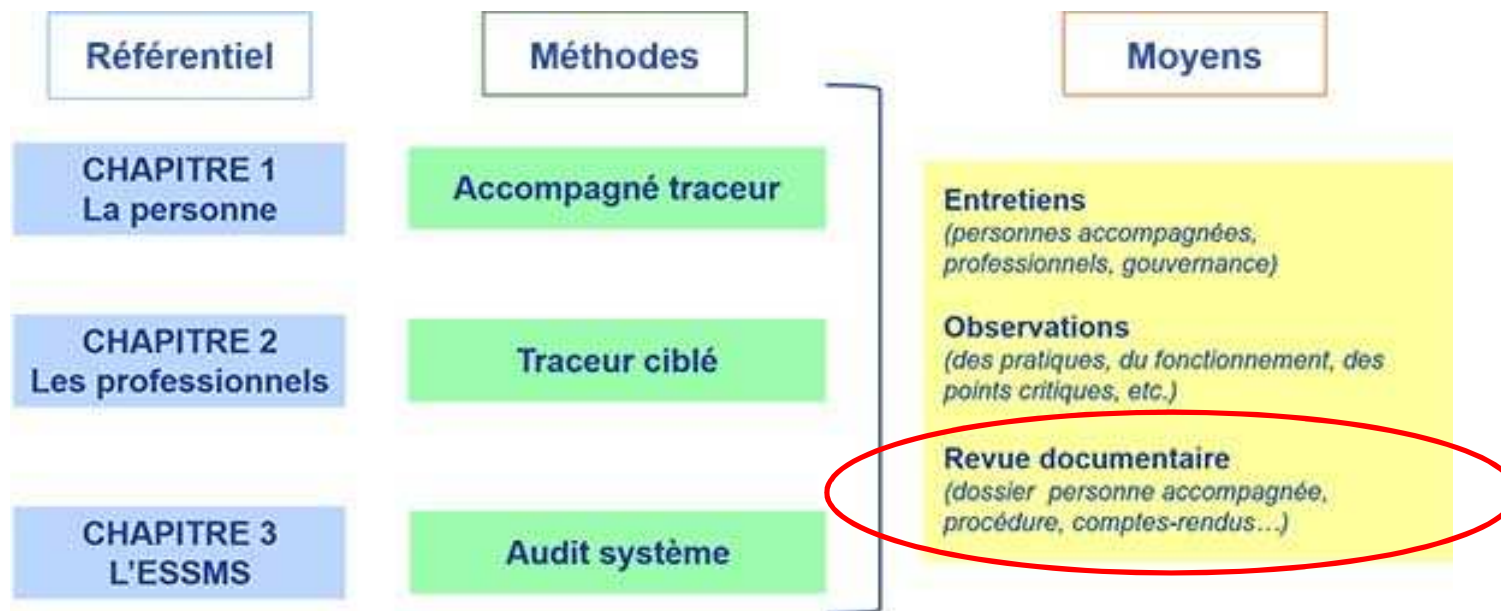 Référentiel
Méthodes
Moyens
CHAPITRE 1
La personne
Accompagné traceur
CHAPITRE 2
Les professionnels
Traceur ciblé
CHAPITRE 3
L'ESSMS
Audit système
Entretiens
(personnes accompagnées,
professionnels, gouvernance)
Observations
(des pratiques, du fonctionnement, des
points critiques, etc.)
Revue documentaire
(dossier personne accompagnée,
procédure, comptes-rendus…)